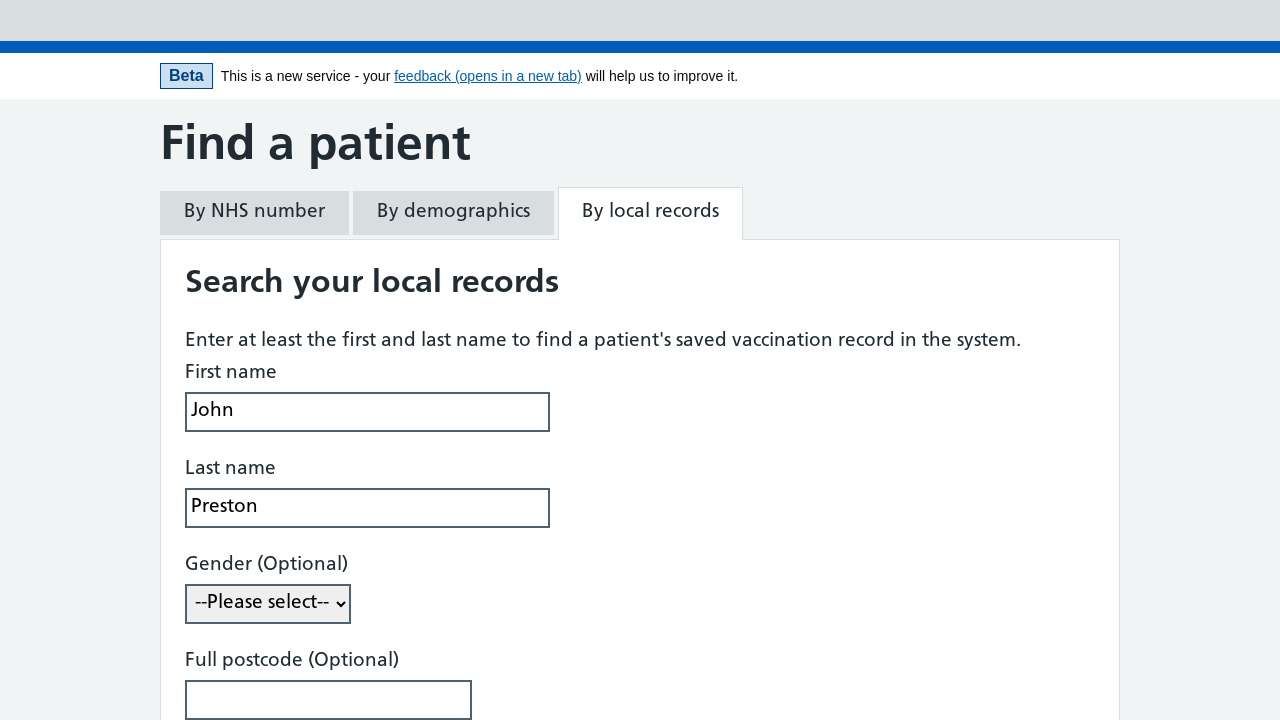 Beta This is a new service - your feedback (opens in a new tab) will help us to improve it.
Find a patient
By NHS number By demographics By local records
Search your local records
Enter at least the first and last name to find a patient's saved vaccination record in the system.
First name
John
Last name
Preston
Gender (Optional)
--Please select--
Full postcode (Optional)